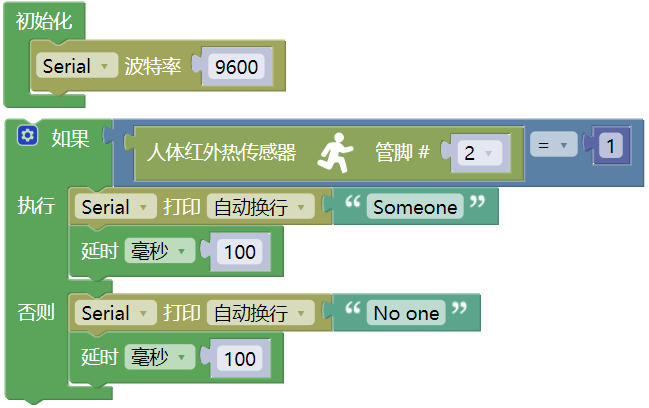 初始化
Serial 波特率 9600
如果 人体红外热传感器 管脚 # 2 = 1
执行 Serial 打印 自动换行 “ Someone ”
延时 毫秒 100
否则 Serial 打印 自动换行 “ No one ”
延时 毫秒 100